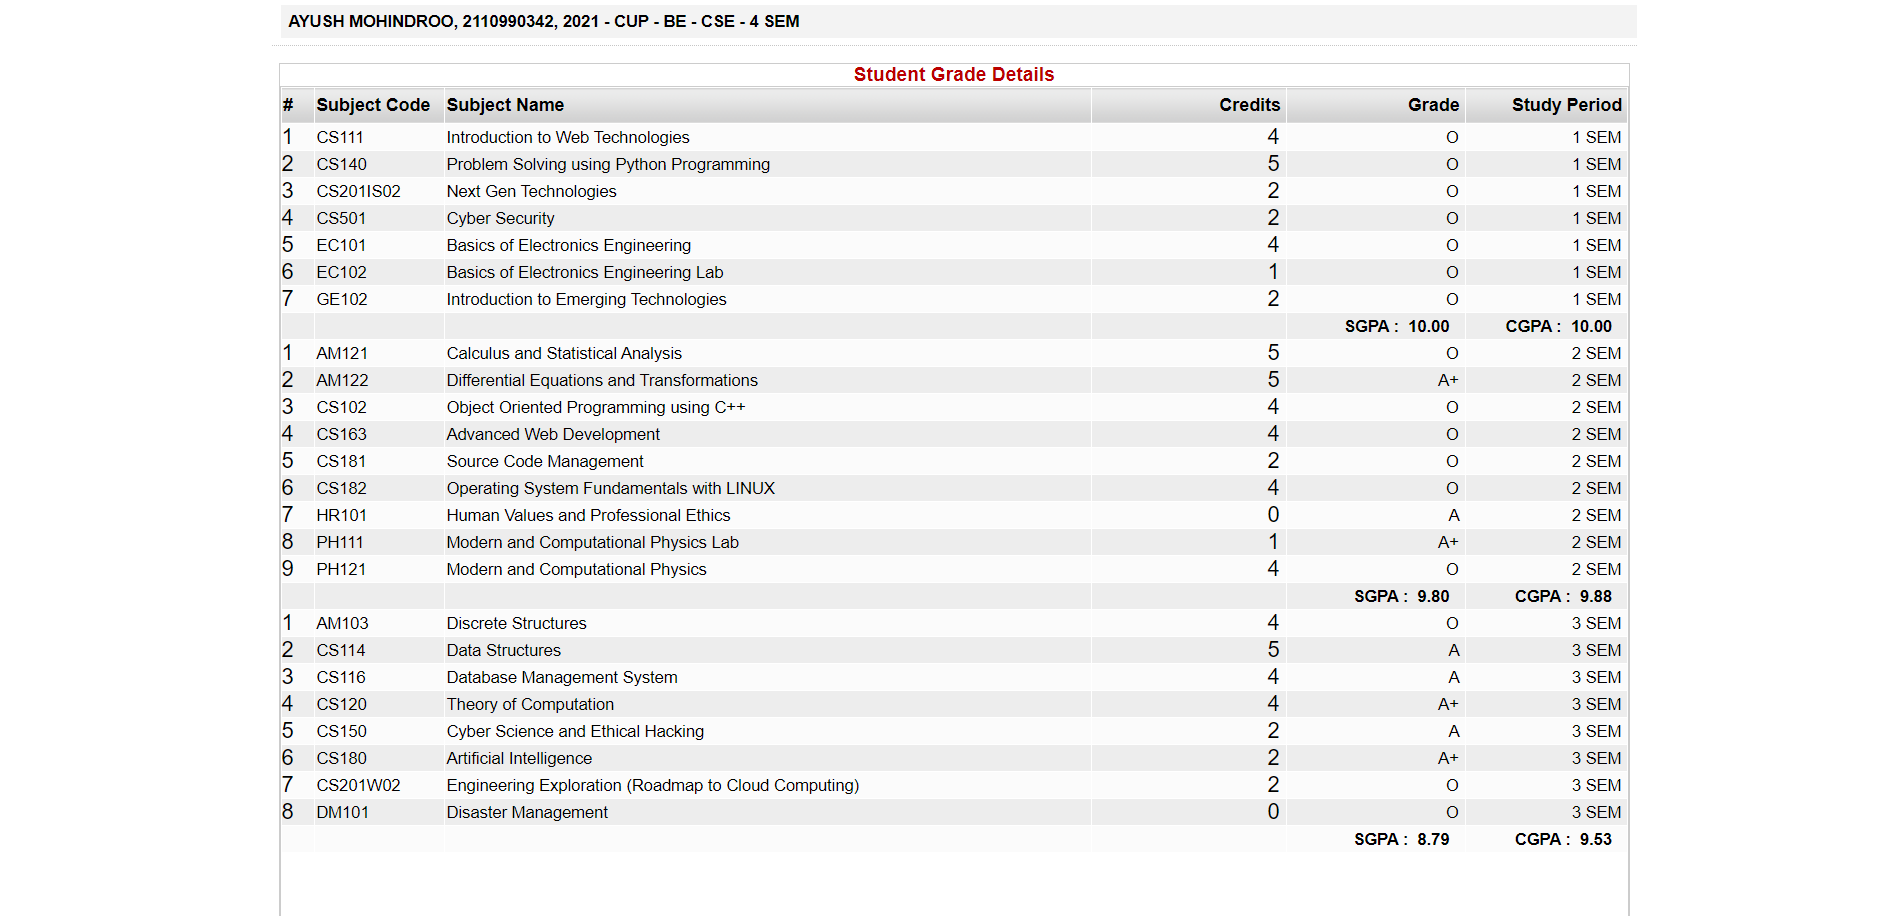 AYUSH MOHINDROO, 2110990342, 2021 - CUP - BE - CSE - 4 SEM
Student Grade Details
# Subject Code Subject Name Credits Grade Study Period
1 CS111 Introduction to Web Technologies 4 O 1 SEM
2 CS140 Problem Solving using Python Programming 5 O 1 SEM
3 CS201IS02 Next Gen Technologies 2 O 1 SEM
4 CS501 Cyber Security 2 O 1 SEM
5 EC101 Basics of Electronics Engineering 4 O 1 SEM
6 EC102 Basics of Electronics Engineering Lab 1 O 1 SEM
7 GE102 Introduction to Emerging Technologies 2 O 1 SEM
SGPA : 10.00 CGPA : 10.00
1 AM121 Calculus and Statistical Analysis 5 O 2 SEM
2 AM122 Differential Equations and Transformations 5 A+ 2 SEM
3 CS102 Object Oriented Programming using C++ 4 O 2 SEM
4 CS163 Advanced Web Development 4 O 2 SEM
5 CS181 Source Code Management 2 O 2 SEM
6 CS182 Operating System Fundamentals with LINUX 4 O 2 SEM
7 HR101 Human Values and Professional Ethics 0 A 2 SEM
8 PH111 Modern and Computational Physics Lab 1 A+ 2 SEM
9 PH121 Modern and Computational Physics 4 O 2 SEM
SGPA : 9.80 CGPA : 9.88
1 AM103 Discrete Structures 4 O 3 SEM
2 CS114 Data Structures 5 A 3 SEM
3 CS116 Database Management System 4 A 3 SEM
4 CS120 Theory of Computation 4 A+ 3 SEM
5 CS150 Cyber Science and Ethical Hacking 2 A 3 SEM
6 CS180 Artificial Intelligence 2 A+ 3 SEM
7 CS201W02 Engineering Exploration (Roadmap to Cloud Computing) 2 O 3 SEM
8 DM101 Disaster Management 0 O 3 SEM
SGPA : 8.79 CGPA : 9.53